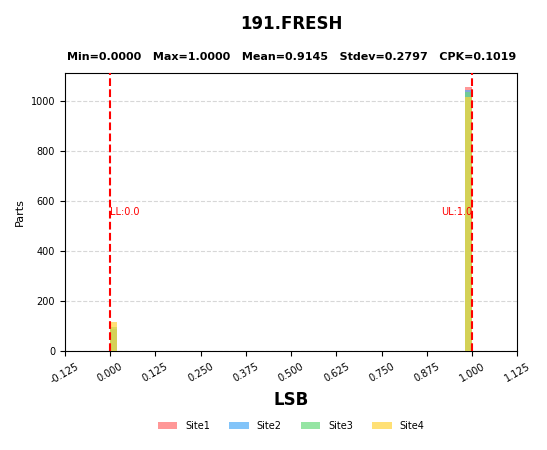 191.FRESH
Min=0.0000 Max=1.0000 Mean=0.9145 Stdev=0.2797 CPK=0.1019
1000
800
600
400
200
0
Parts
LL:0.0
UL:1.0
-0.125 0.000 0.125 0.250 0.375 0.500 0.625 0.750 0.875 1.000 1.125
LSB
Site1 Site2 Site3 Site4